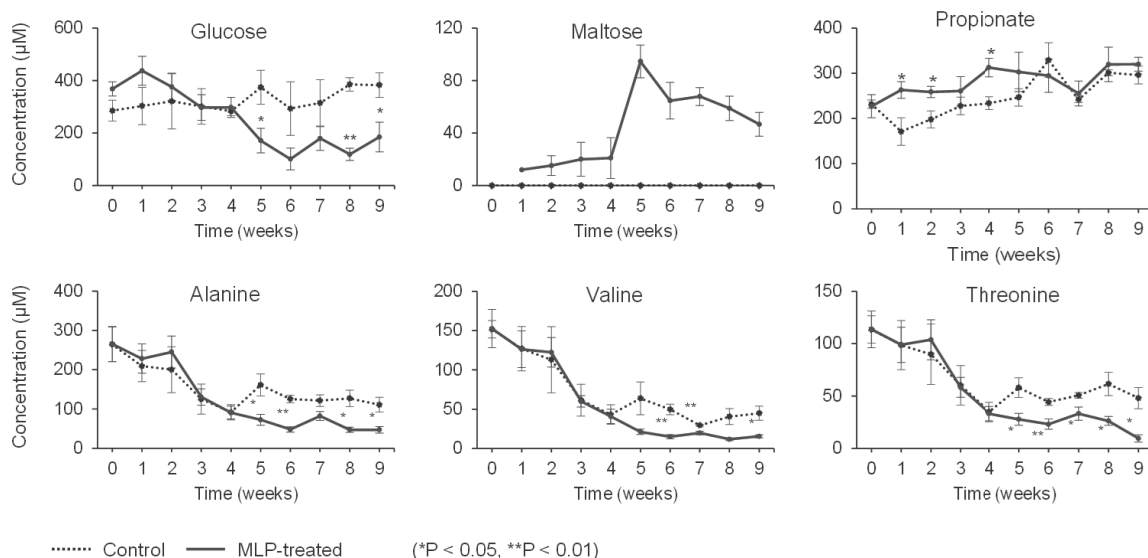 Glucose
Concentration (µM)
600
400
200
0
*
**
*
0 1 2 3 4 5 6 7 8 9
Time (weeks)
Maltose
120
80
40
0
0 1 2 3 4 5 6 7 8 9
Time (weeks)
Propionate
400
300
200
100
0
* * *
0 1 2 3 4 5 6 7 8 9
Time (weeks)
Alanine
Concentration (µM)
400
300
200
100
0
* ** * *
0 1 2 3 4 5 6 7 8 9
Time (weeks)
Valine
200
150
100
50
0
** ** *
0 1 2 3 4 5 6 7 8 9
Time (weeks)
Threonine
150
100
50
0
* ** * * *
0 1 2 3 4 5 6 7 8 9
Time (weeks)
Control MLP-treated (*P < 0.05, **P < 0.01)